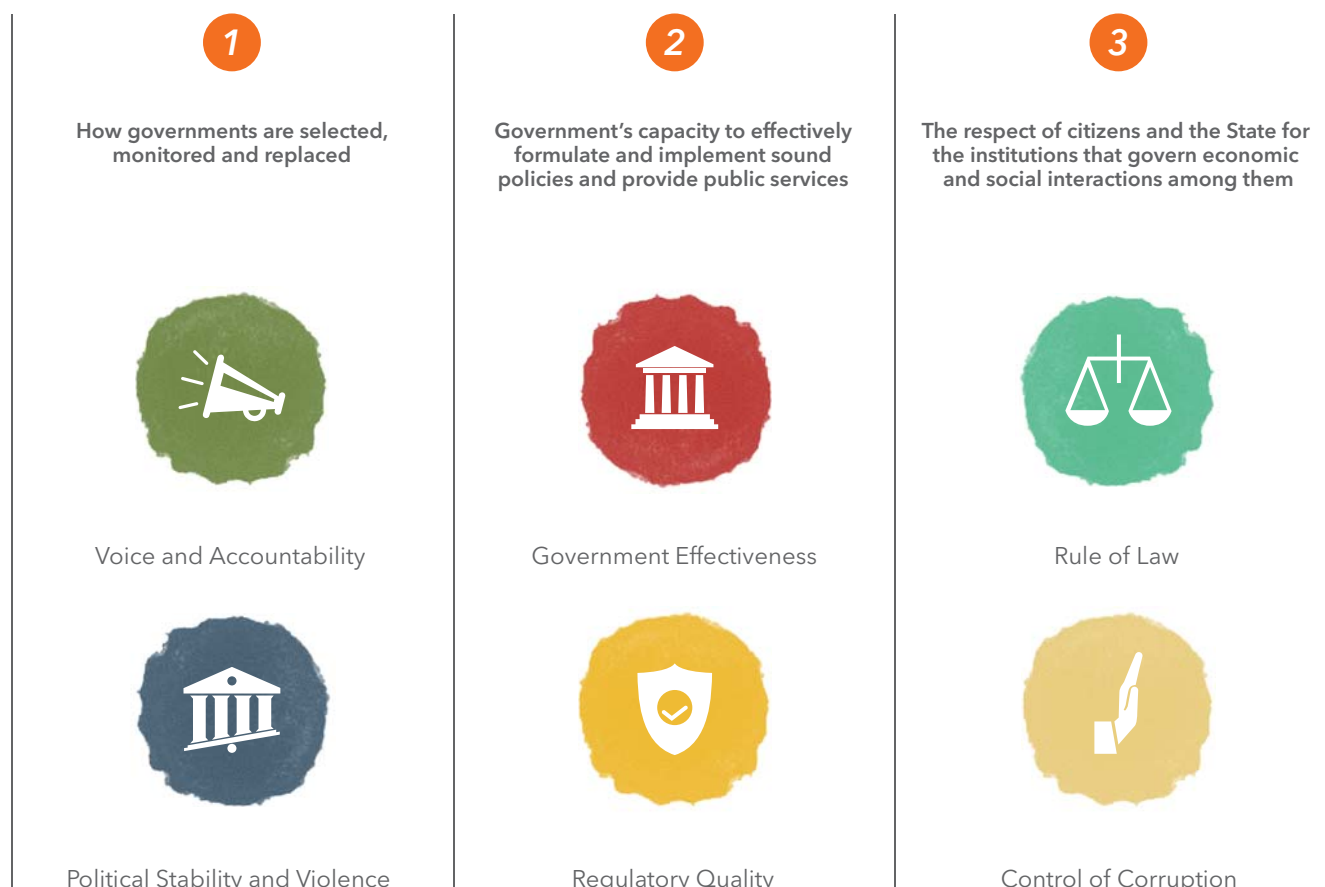 1
How governments are selected,
monitored and replaced
Voice and Accountability
Political Stability and Violence
2
Government's capacity to effectively
formulate and implement sound
policies and provide public services
Government Effectiveness
Regulatory Quality
3
The respect of citizens and the State for
the institutions that govern economic
and social interactions among them
Rule of Law
Control of Corruption